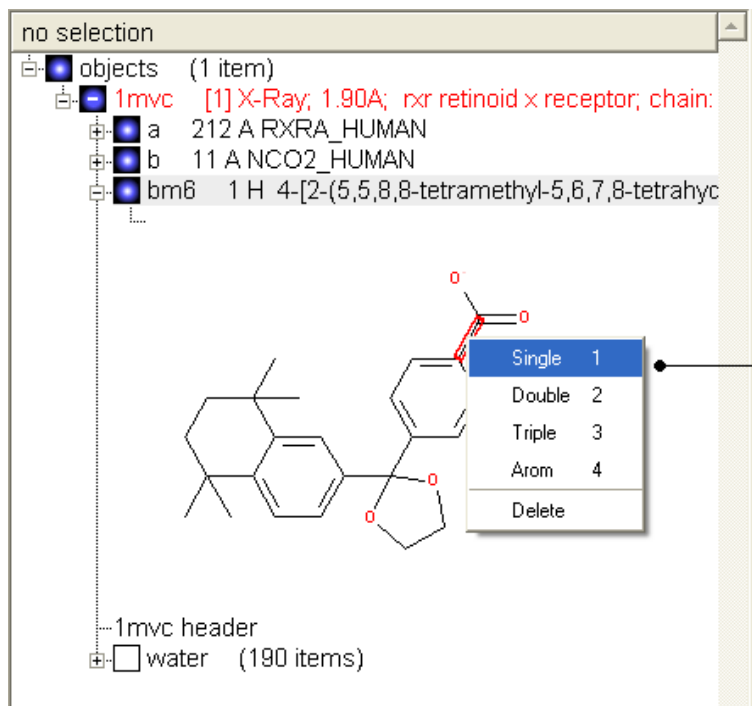 no selection
objects (1 item)
1mvc [1] X-Ray; 1.90A; rxr retinoid x receptor; chain:
a 212 A RXRA_HUMAN
b 11 A NCO2_HUMAN
bm6 1 H 4-[2-(5,5,8,8-tetramethyl-5,6,7,8-tetrahyc
O
O
Single 1
Double 2
Triple 3
Arom 4
Delete
O
O
1mvc header
water (190 items)